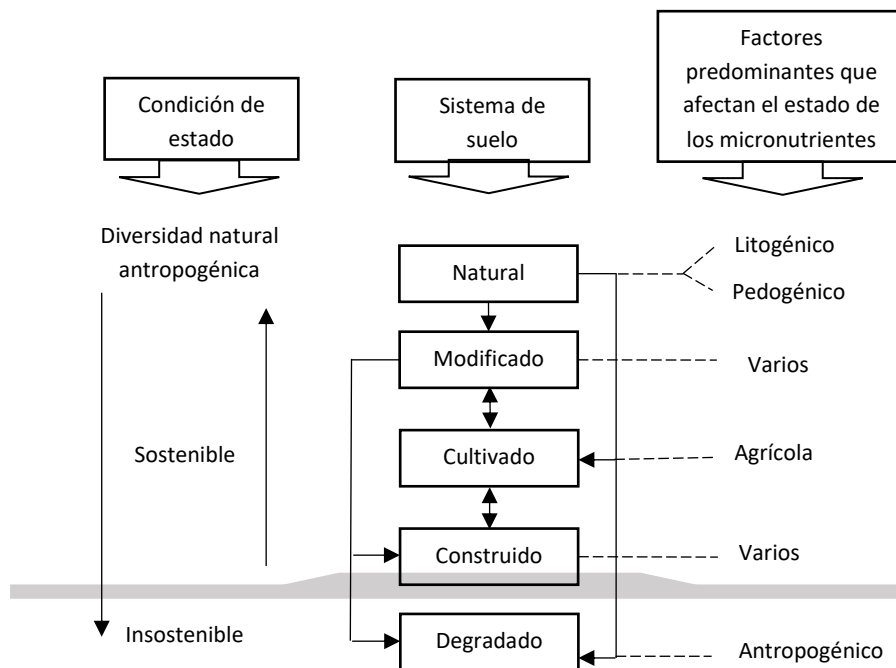 Condición de
estado
Sistema de
suelo
Factores
predominantes que
afectan el estado de
los micronutrientes
Diversidad natural
antropogénica
Natural
Litogénico
Pedogénico
Modificado
Varios
Sostenible
Cultivado
Agrícola
Construido
Varios
Insostenible
Degradado
Antropogénico